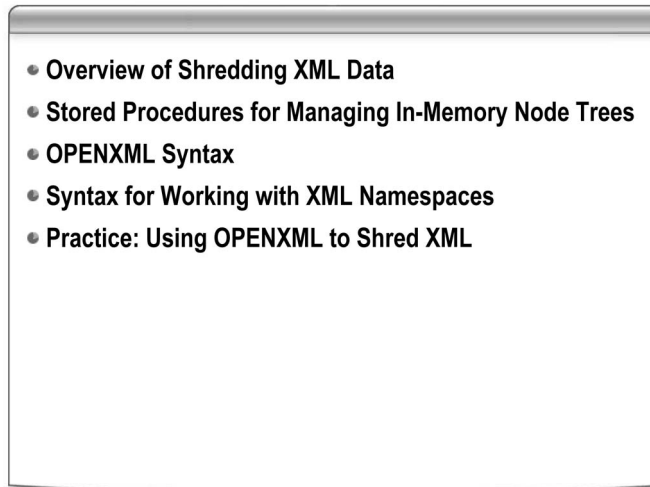 Overview of Shredding XML Data
Stored Procedures for Managing In-Memory Node Trees
OPENXML Syntax
Syntax for Working with XML Namespaces
Practice: Using OPENXML to Shred XML